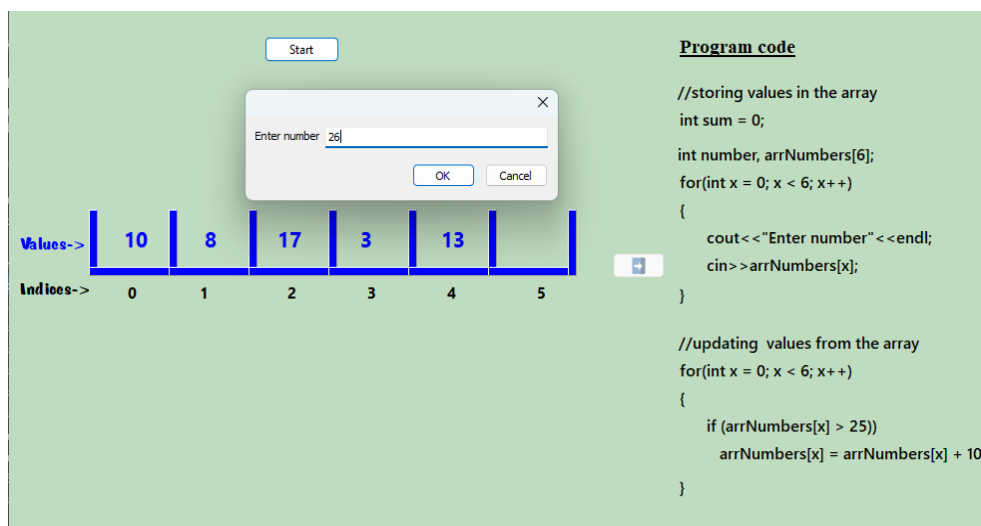 Start
Enter number 26
OK Cancel
Values-> 10 8 17 3 13
Indices-> 0 1 2 3 4 5
Program code
//storing values in the array
int sum = 0;
int number, arrNumbers[6];
for(int x = 0; x < 6; x++)
{
cout<<"Enter number"<<endl;
cin>>arrNumbers[x];
}
//updating values from the array
for(int x = 0; x < 6; x++)
{
if (arrNumbers[x] > 25))
arrNumbers[x] = arrNumbers[x] + 10
}